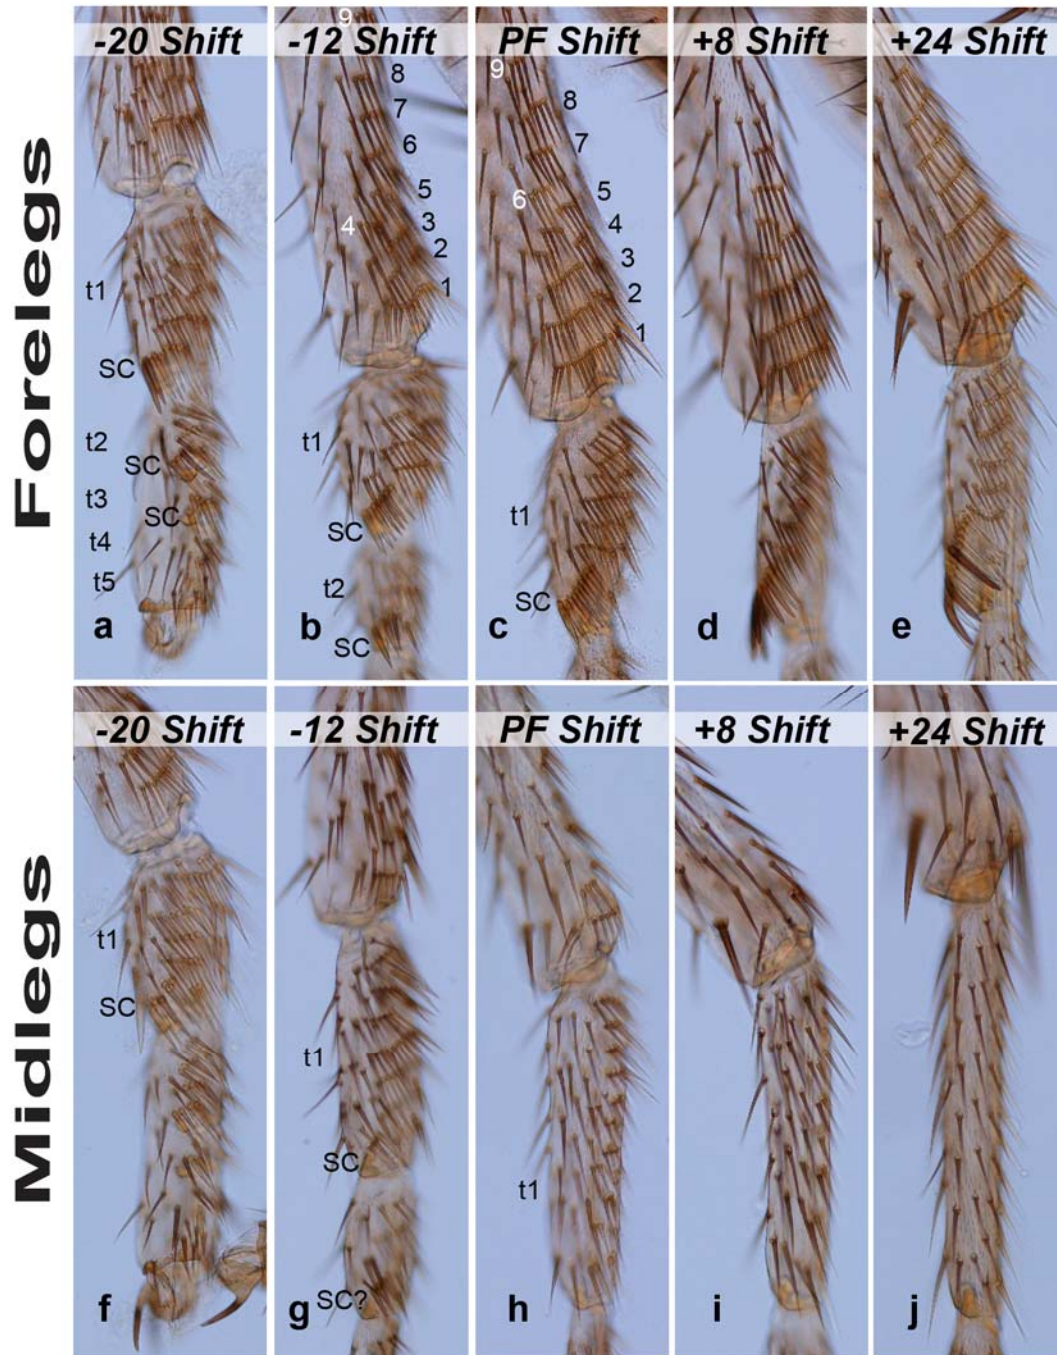 Forelegs
-20 Shift
t1
SC
t2
SC
t3
SC
t4
t5
a
-12 Shift
9
8
7
6
5
3
4
2
1
t1
SC
t2
SC
b
PF Shift
9
8
7
6
5
4
3
2
1
t1
SC
c
+8 Shift
d
+24 Shift
e
Midlegs
-20 Shift
t1
SC
f
-12 Shift
t1
SC
SC?
g
PF Shift
t1
h
+8 Shift
i
+24 Shift
j